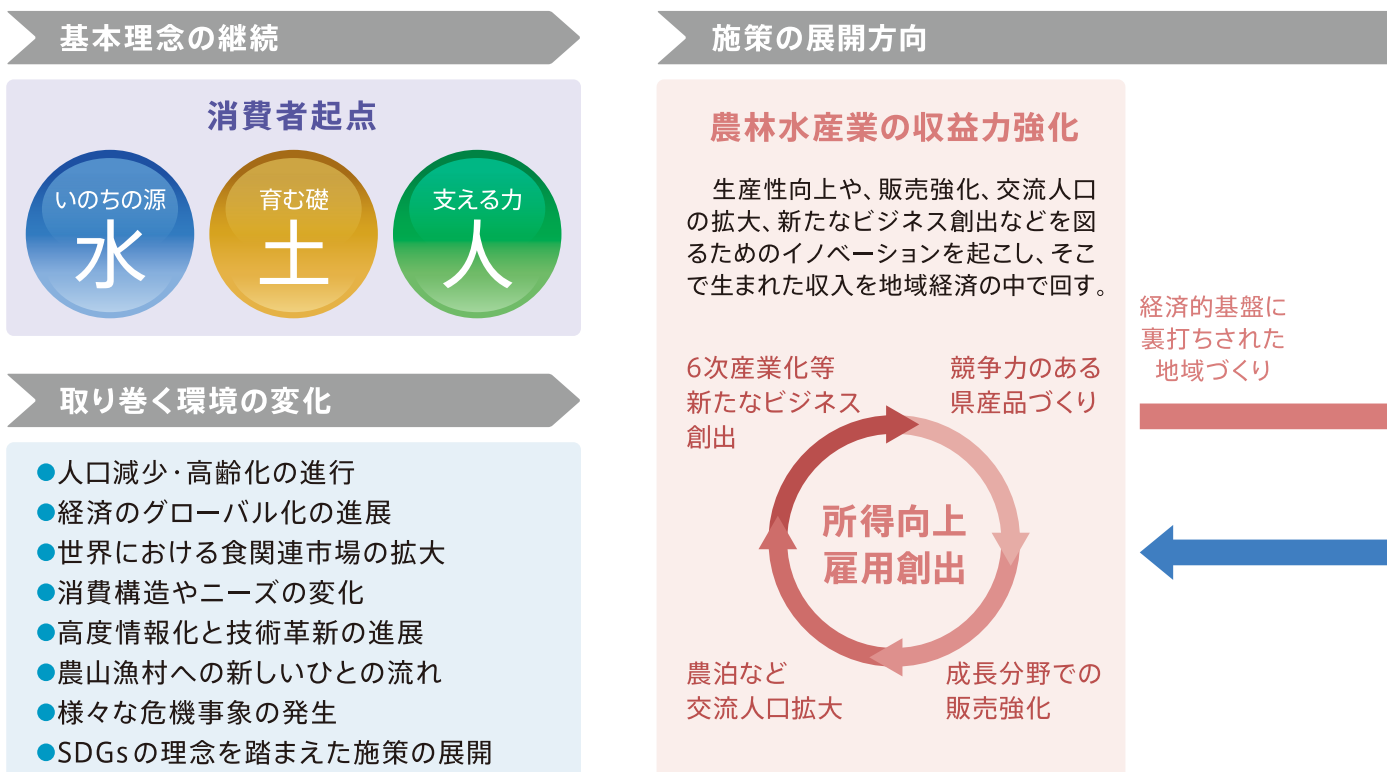 基本理念の継続
消費者起点
いのちの源
水
育む礎
土
支える力
人
取り巻く環境の変化
●人口減少・高齢化の進行
●経済のグローバル化の進展
●世界における食関連市場の拡大
●消費構造やニーズの変化
●高度情報化と技術革新の進展
●農山漁村への新しいひとの流れ
●様々な危機事象の発生
●SDGsの理念を踏まえた施策の展開
施策の展開方向
農林水産業の収益力強化
生産性向上や、販売強化、交流人口
の拡大、新たなビジネス創出などを図
るためのイノベーションを起こし、そこ
で生まれた収入を地域経済の中で回す。
6次産業化等
新たなビジネス
創出
競争力のある
県産品づくり
所得向上
雇用創出
農泊など
交流人口拡大
成長分野での
販売強化
経済的基盤に
裏打ちされた
地域づくり